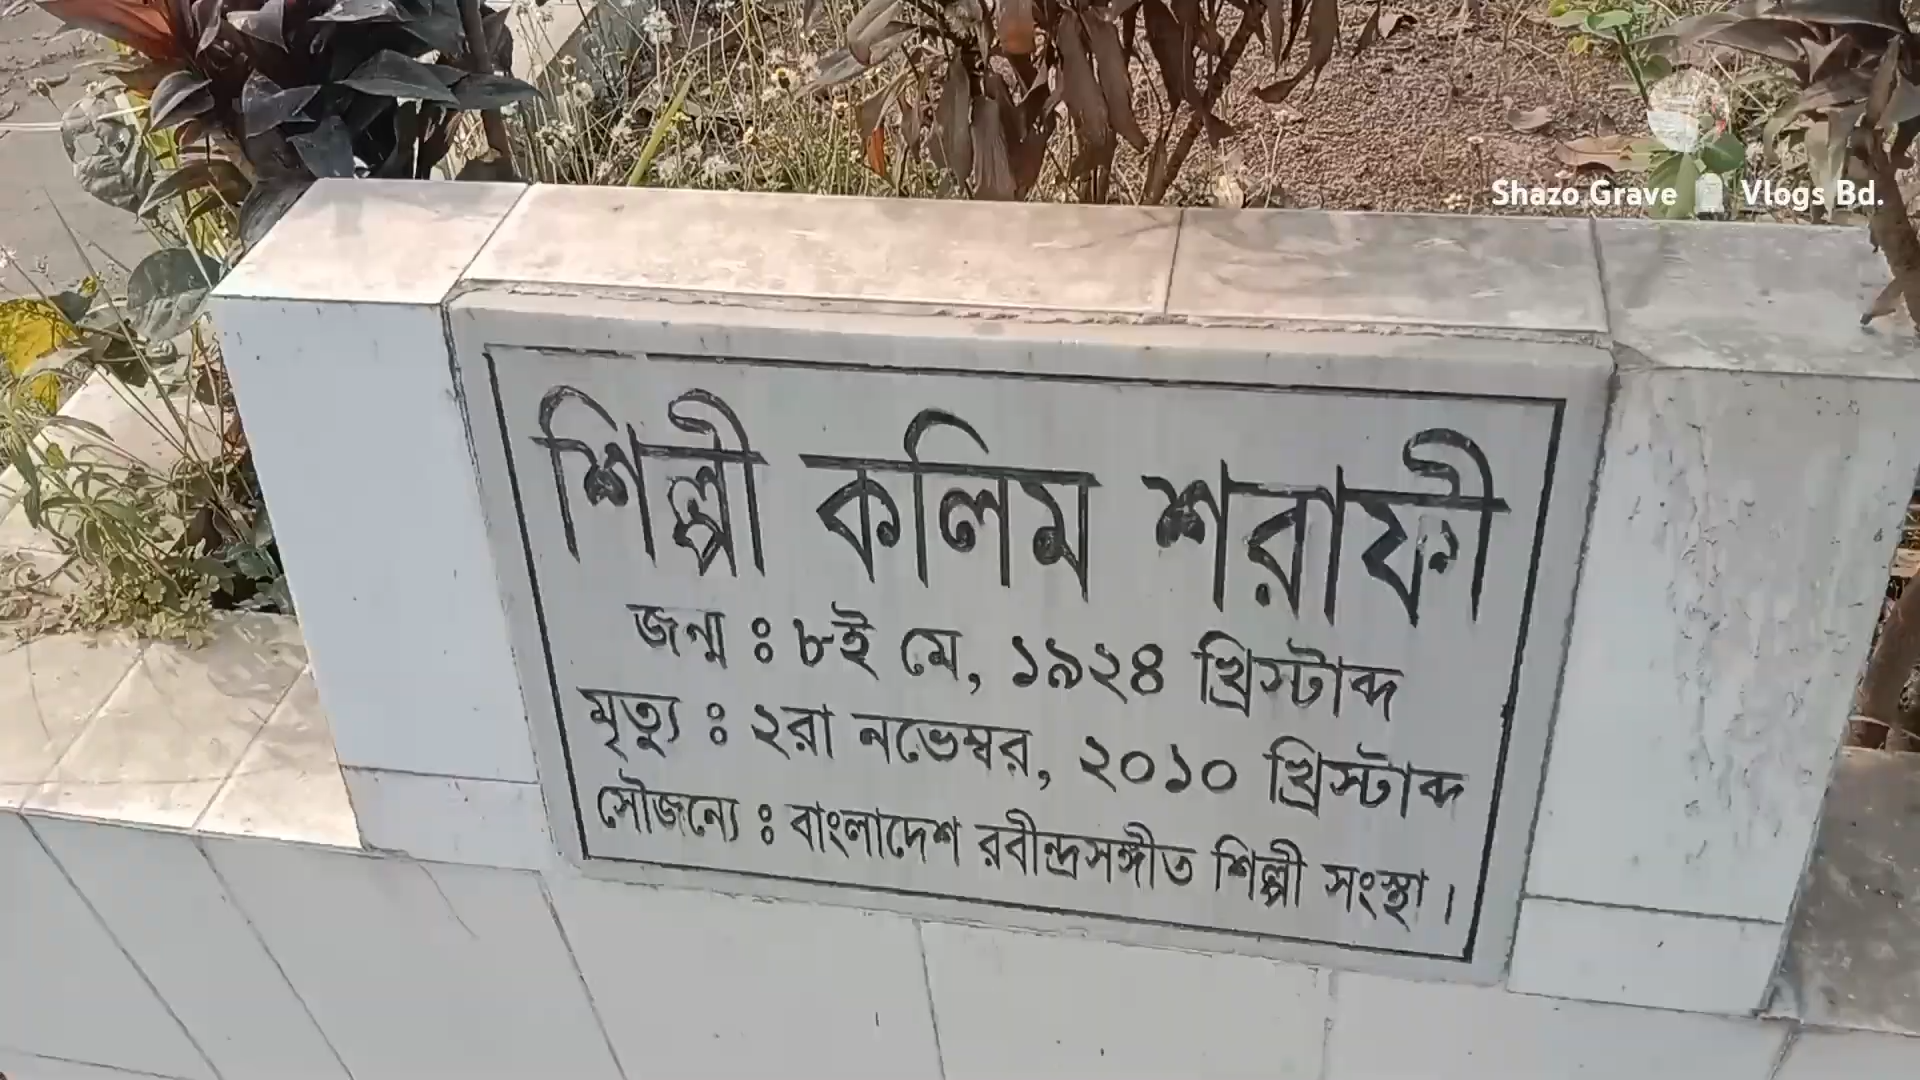 Shazo Grave Vlogs Bd.
শিল্পী কলিম শরাফী
জন্ম ঃ ৮ই মে, ১৯২৪ খ্রিস্টাব্দ
মৃত্যু ঃ ২রা নভেম্বর, ২০১০ খ্রিস্টাব্দ
সৌজন্যে ঃ বাংলাদেশ রবীন্দ্রসঙ্গীত শিল্পী সংস্থা।